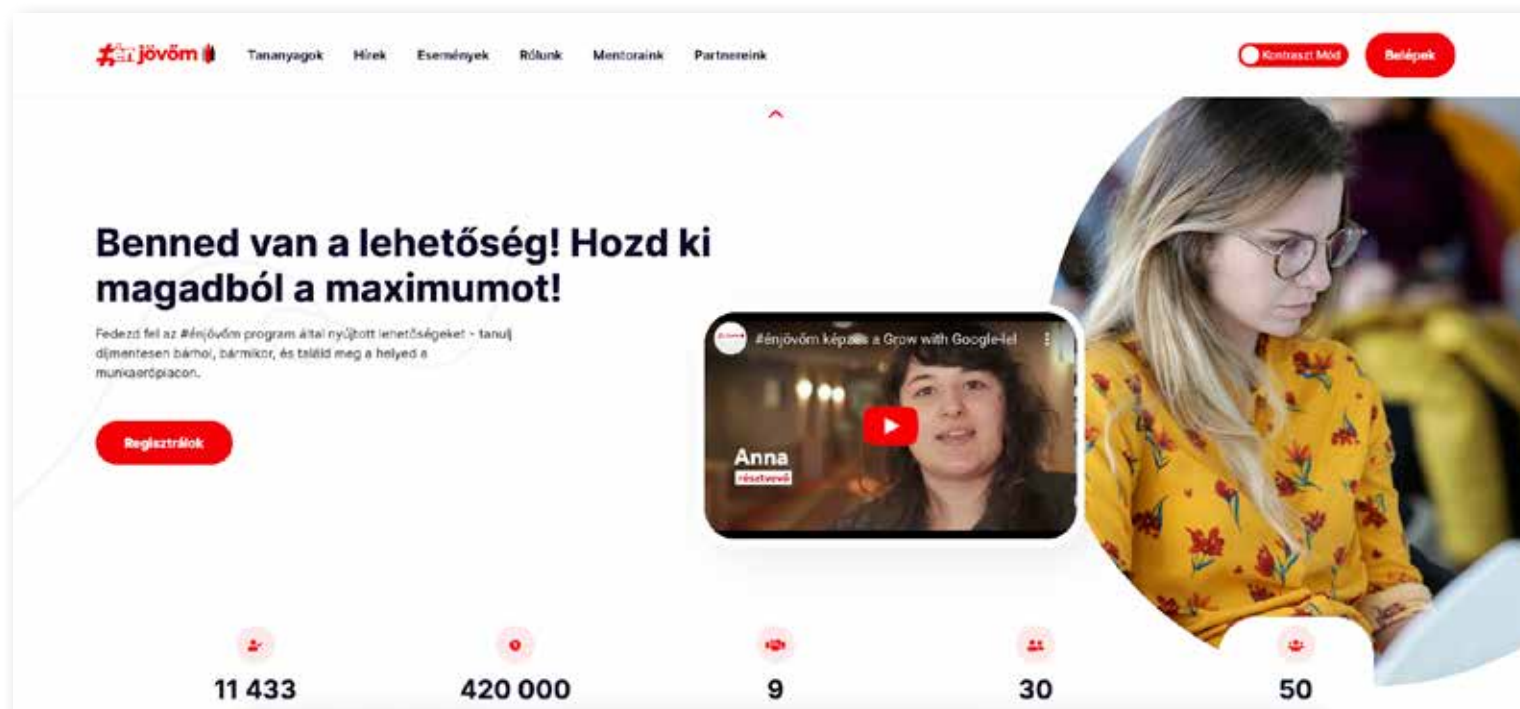 #énjövőm
Tananyagok Hírek Események Rólunk Mentoraink Partnereink
Kontraszt Mód
Belépek
Benned van a lehetőség! Hozd ki
magadból a maximumot!
Fedezd fel az #énjövőm program által nyújtott lehetőségeket - tanulj
díjmentesen bárhol, bármikor, és találd meg a helyed a
munkaerőpiacon.
Regisztrálok
#énjövőm képzés a Grow with Google-lel
Anna
résztvevő
11 433 420 000 9 30 50